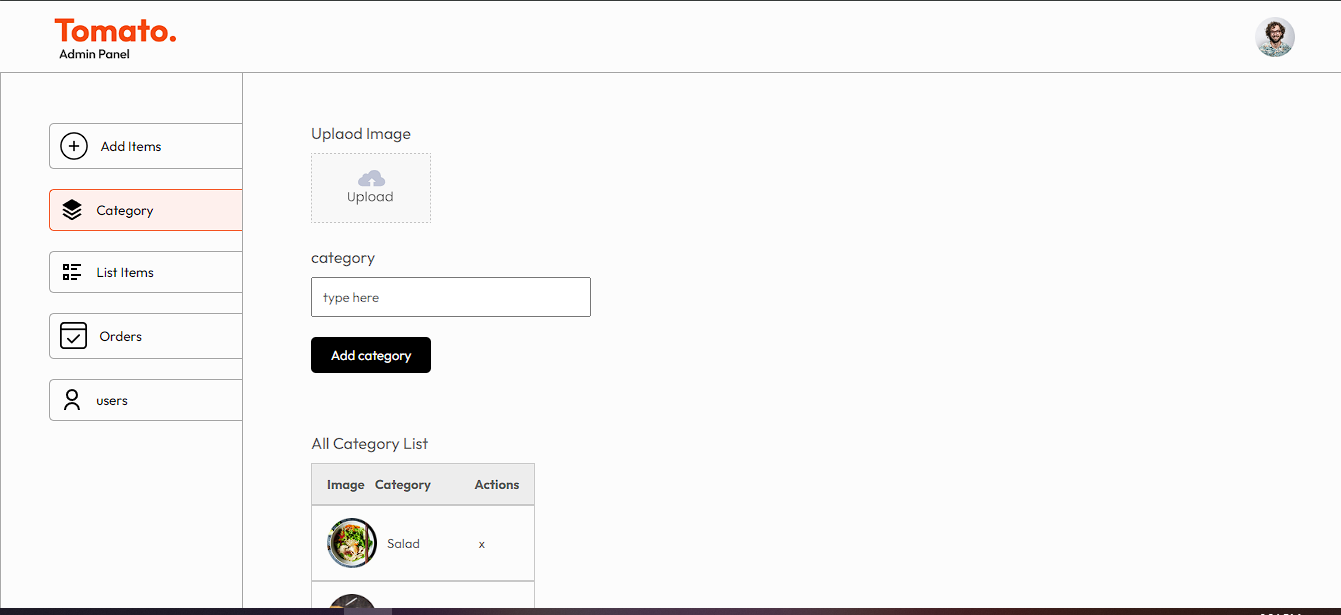 Tomato.
Admin Panel
Add Items
Category
List Items
Orders
users
Uplaod Image
Upload
category
type here
Add category
All Category List
Image Category Actions
Salad x